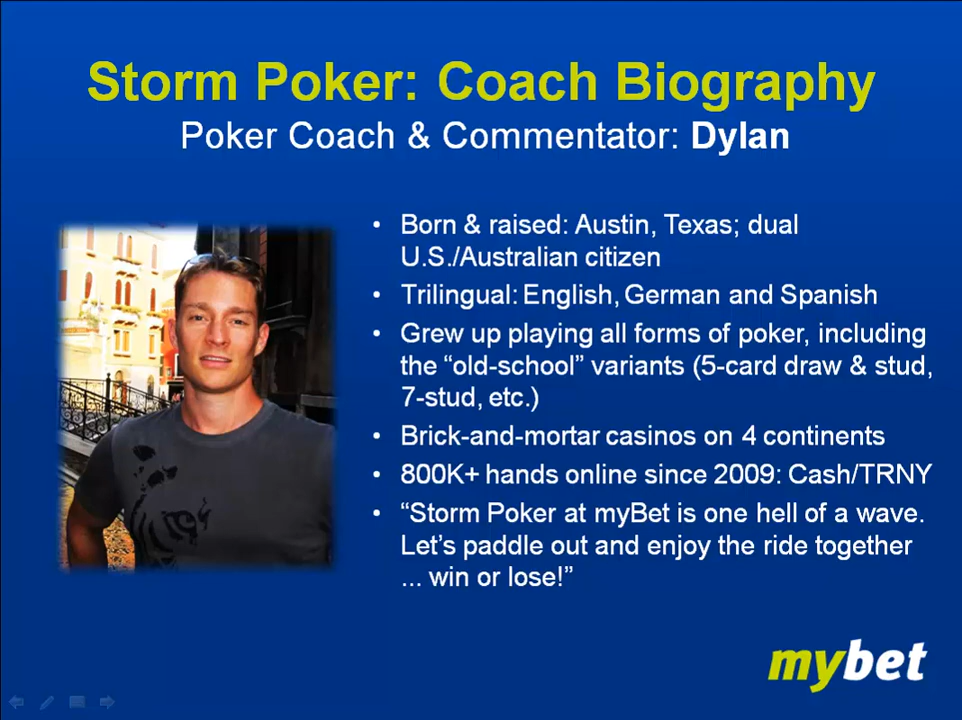 Storm Poker: Coach Biography
Poker Coach & Commentator: Dylan
• Born & raised: Austin, Texas; dual
U.S./Australian citizen
• Trilingual: English, German and Spanish
• Grew up playing all forms of poker, including
the “old-school” variants (5-card draw & stud,
7-stud, etc.)
• Brick-and-mortar casinos on 4 continents
• 800K+ hands online since 2009: Cash/TRNY
• “Storm Poker at myBet is one hell of a wave.
Let’s paddle out and enjoy the ride together
... win or lose!”
mybet